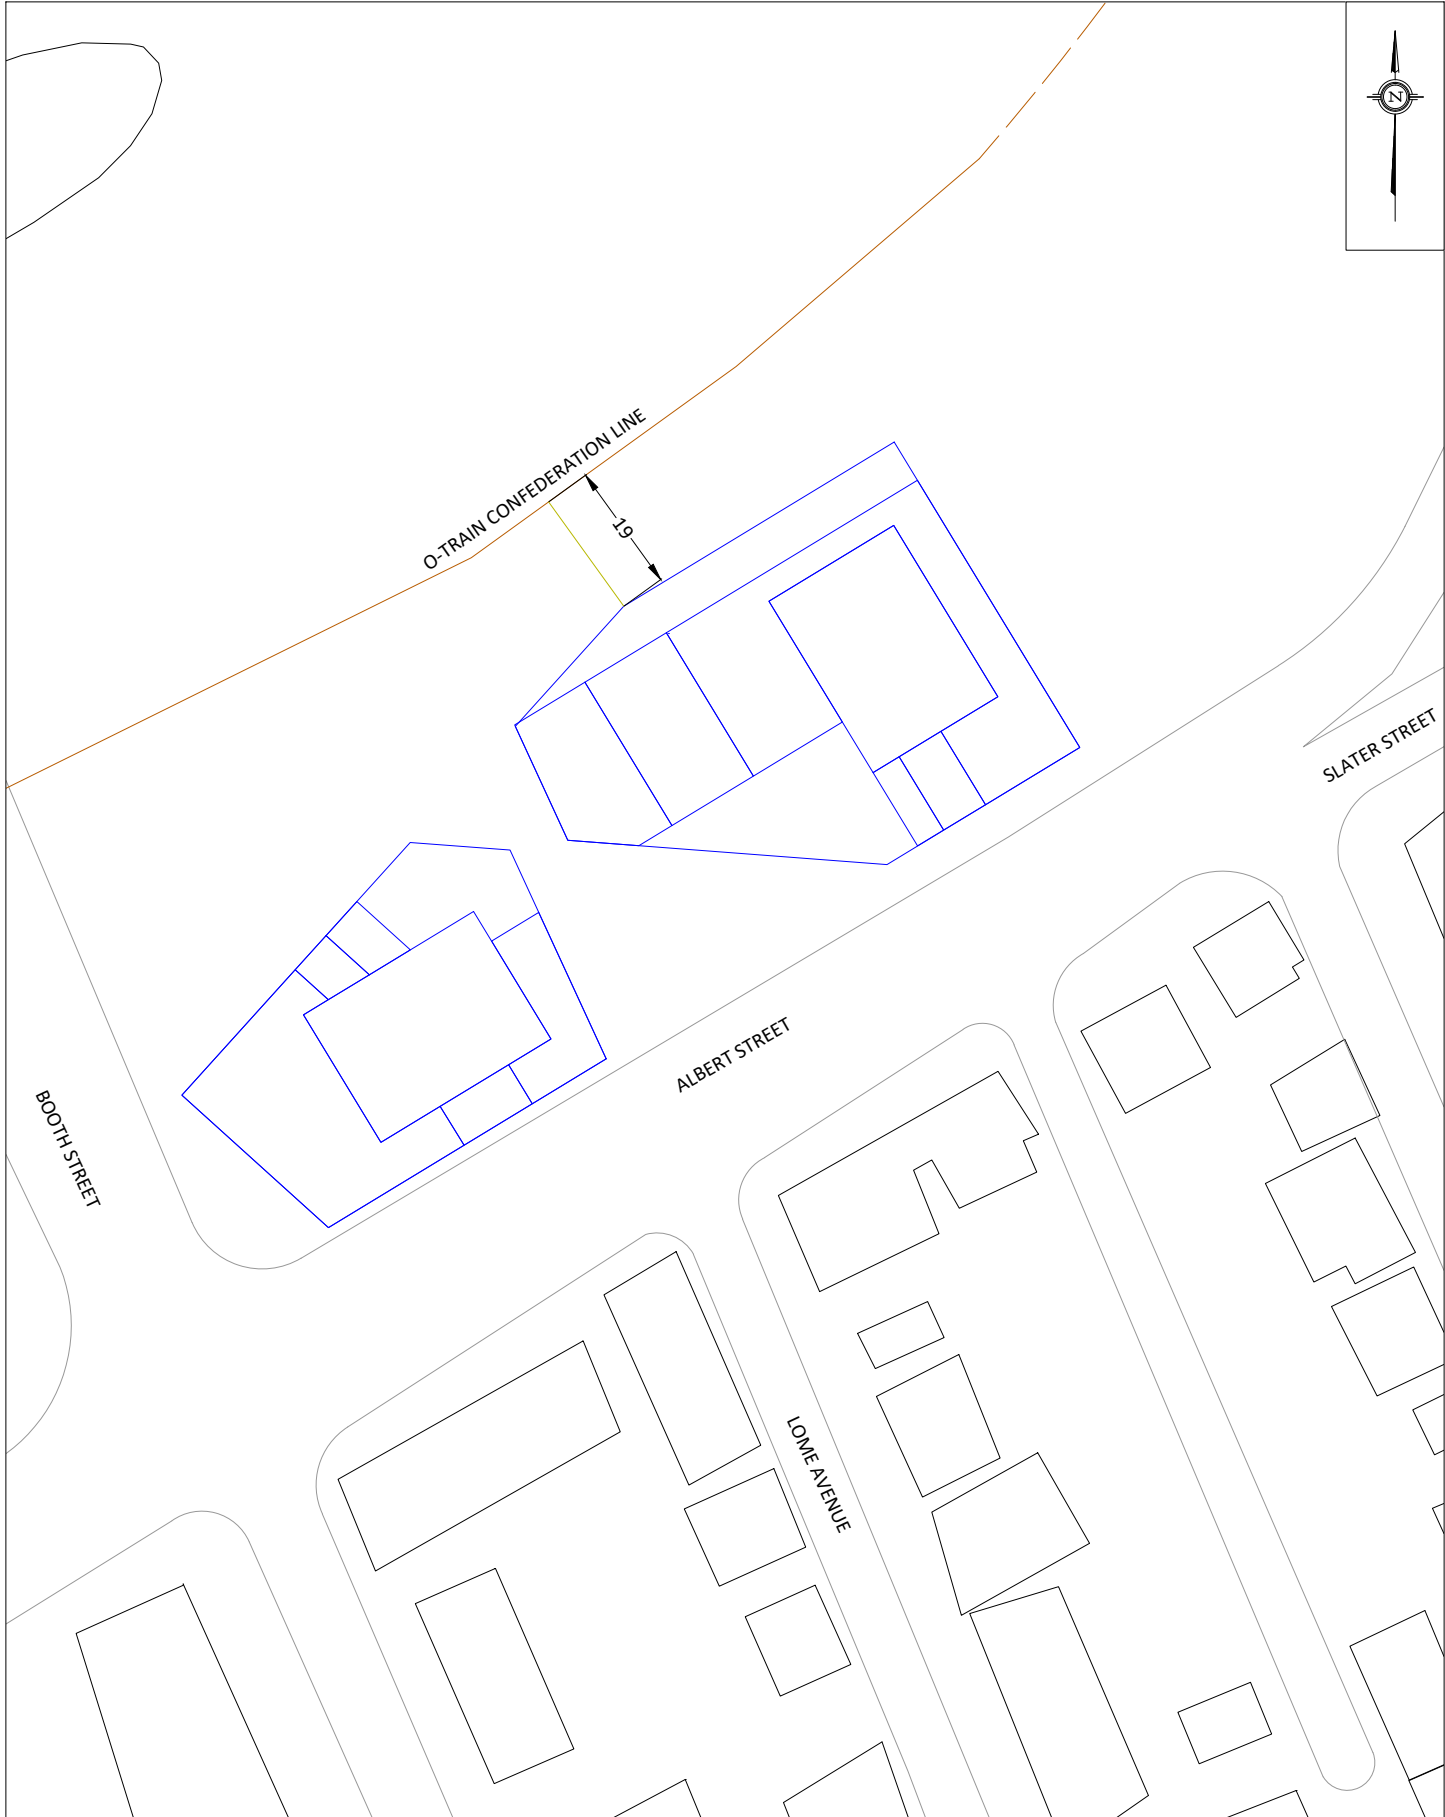 N
O-TRAIN CONFEDERATION LINE
19
SLATER STREET
ALBERT STREET
BOOTH STREET
LOME AVENUE